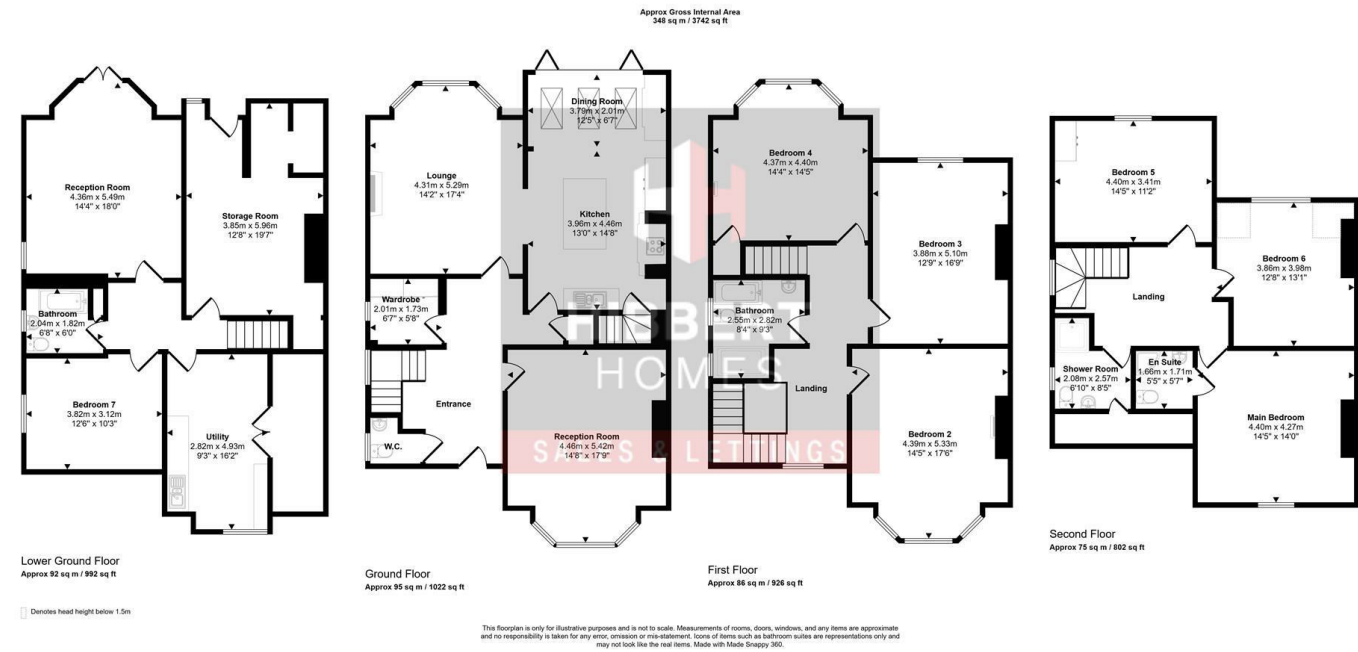 Approx Gross Internal Area
348 sq m / 3742 sq ft
Reception Room
4.36m x 5.49m
14'4" x 18'0"
Storage Room
3.85m x 5.96m
12'8" x 19'7"
Bathroom
2.04m x 1.82m
6'8" x 6'0"
Bedroom 7
3.82m x 3.12m
12'6" x 10'3"
Utility
2.82m x 4.93m
9'3" x 16'2"
Lower Ground Floor
Approx 92 sq m / 992 sq ft
Denotes head height below 1.5m
Dining Room
3.79m x 2.01m
12'5" x 6'7"
Lounge
4.31m x 5.29m
14'2" x 17'4"
Kitchen
3.96m x 4.46m
13'0" x 14'8"
Wardrobe
2.01m x 1.73m
6'7" x 5'8"
Entrance
W.C.
Reception Room
4.46m x 5.42m
14'8" x 17'9"
Ground Floor
Approx 95 sq m / 1022 sq ft
HIBBERT
HOMES
SALES & LETTINGS
Bedroom 4
4.37m x 4.40m
14'4" x 14'5"
Bedroom 3
3.88m x 5.10m
12'9" x 16'9"
Bathroom
2.55m x 2.82m
8'4" x 9'3"
Landing
Bedroom 2
4.39m x 5.33m
14'5" x 17'6"
First Floor
Approx 86 sq m / 926 sq ft
Bedroom 5
4.40m x 3.41m
14'5" x 11'2"
Bedroom 6
3.86m x 3.98m
12'8" x 13'1"
Landing
Shower Room
2.08m x 2.57m
6'10" x 8'5"
En Suite
1.66m x 1.71m
5'5" x 5'7"
Main Bedroom
4.40m x 4.27m
14'5" x 14'0"
Second Floor
Approx 75 sq m / 802 sq ft
This floorplan is only for illustrative purposes and is not to scale. Measurements of rooms, doors, windows, and any items are approximate
and no responsibility is taken for any error, omission or mis-statement. Icons of items such as bathroom suites are representations only and
may not look like the real items. Made with Made Snappy 360.